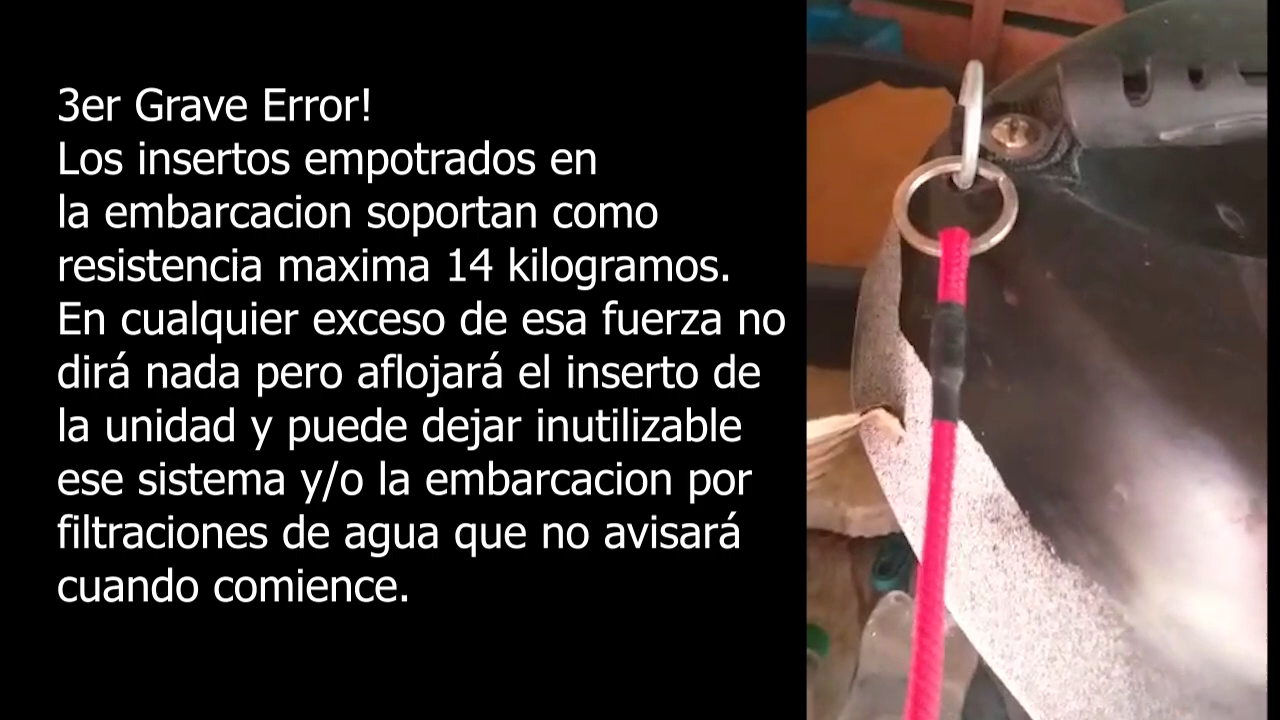 3er Grave Error!
Los insertos empotrados en
la embarcacion soportan como
resistencia maxima 14 kilogramos.
En cualquier exceso de esa fuerza no
dirá nada pero aflojará el inserto de
la unidad y puede dejar inutilizable
ese sistema y/o la embarcacion por
filtraciones de agua que no avisará
cuando comience.